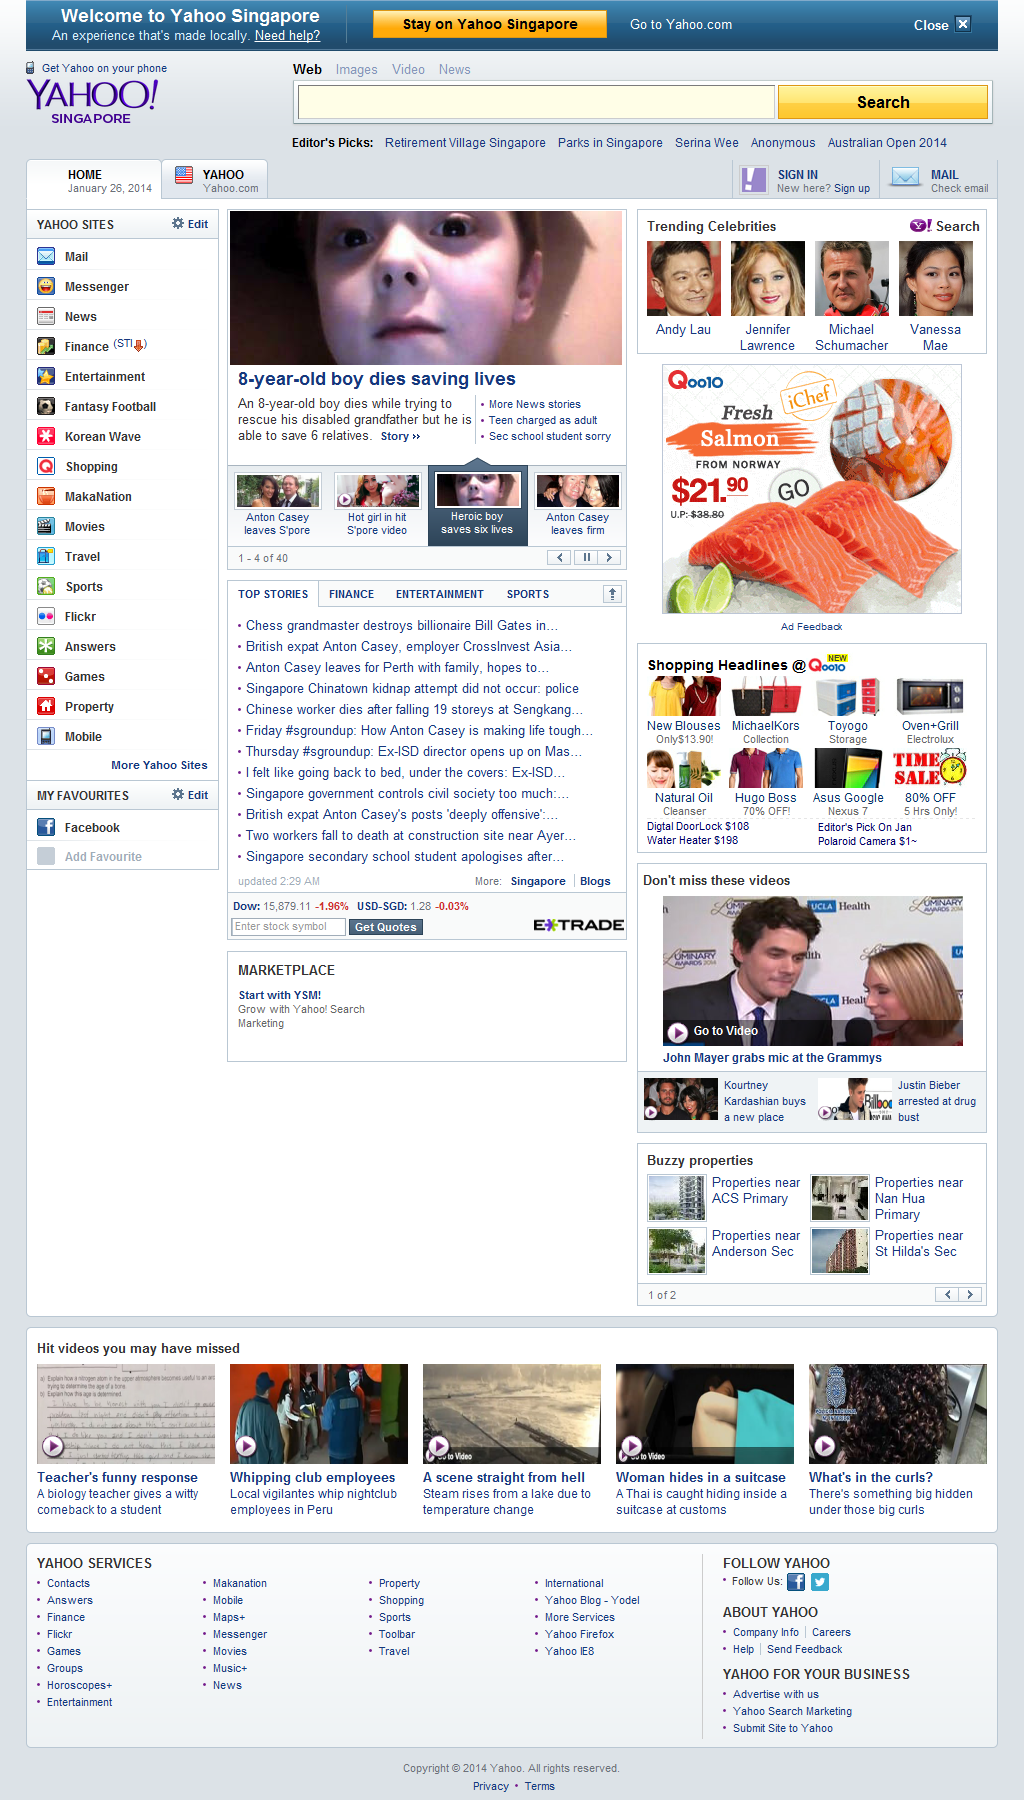 Welcome to Yahoo Singapore
An experience that's made locally. Need help?
Stay on Yahoo Singapore
Go to Yahoo.com
Close
Get Yahoo on your phone
YAHOO!
SINGAPORE
Web Images Video News
Search
Editor's Picks: Retirement Village Singapore Parks in Singapore Serina Wee Anonymous Australian Open 2014
HOME
January 26, 2014
YAHOO
Yahoo.com
SIGN IN
New here? Sign up
MAIL
Check email
YAHOO SITES Edit
Mail
Messenger
News
Finance (STI)
Entertainment
Fantasy Football
Korean Wave
Shopping
MakaNation
Movies
Travel
Sports
Flickr
Answers
Games
Property
Mobile
More Yahoo Sites
MY FAVOURITES Edit
Facebook
Add Favourite
8-year-old boy dies saving lives
An 8-year-old boy dies while trying to
rescue his disabled grandfather but he is
able to save 6 relatives. Story ››
• More News stories
• Teen charged as adult
• Sec school student sorry
Anton Casey
leaves S'pore
Hot girl in hit
S'pore video
Heroic boy
saves six lives
Anton Casey
leaves firm
1 - 4 of 40
TOP STORIES FINANCE ENTERTAINMENT SPORTS
• Chess grandmaster destroys billionaire Bill Gates in…
• British expat Anton Casey, employer CrossInvest Asia…
• Anton Casey leaves for Perth with family, hopes to…
• Singapore Chinatown kidnap attempt did not occur: police
• Chinese worker dies after falling 19 storeys at Sengkang…
• Friday #sgroundup: How Anton Casey is making life tough…
• Thursday #sgroundup: Ex-ISD director opens up on Mas…
• I felt like going back to bed, under the covers: Ex-ISD…
• Singapore government controls civil society too much:…
• British expat Anton Casey's posts 'deeply offensive':…
• Two workers fall to death at construction site near Ayer…
• Singapore secondary school student apologises after…
updated 2:29 AM
More: Singapore | Blogs
Dow: 15,879.11 -1.96% USD-SGD: 1.28 -0.03%
Enter stock symbol
Get Quotes
E*TRADE
MARKETPLACE
Start with YSM!
Grow with Yahoo! Search
Marketing
Trending Celebrities
Y! Search
Andy Lau
Jennifer
Lawrence
Michael
Schumacher
Vanessa
Mae
Qoo10
iChef
Fresh
Salmon
FROM NORWAY
$21.90
U.P: $38.80
GO
Ad Feedback
Shopping Headlines @ Qoo10
NEW
New Blouses
Only$13.90!
MichaelKors
Collection
Toyogo
Storage
Oven+Grill
Electrolux
TIME
SALE
Natural Oil
Cleanser
Hugo Boss
70% OFF!
Asus Google
Nexus 7
80% OFF
5 Hrs Only!
Digtal DoorLock $108
Water Heater $198
Editor's Pick On Jan
Polaroid Camera $1~
Don't miss these videos
UCLA Health
LUMINARY
AWARDS 2014
Go to Video
John Mayer grabs mic at the Grammys
Kourtney
Kardashian buys
a new place
Justin Bieber
arrested at drug
bust
Buzzy properties
Properties near
ACS Primary
Properties near
Nan Hua
Primary
Properties near
Anderson Sec
Properties near
St Hilda's Sec
1 of 2
Hit videos you may have missed
Teacher's funny response
A biology teacher gives a witty
comeback to a student
Whipping club employees
Local vigilantes whip nightclub
employees in Peru
A scene straight from hell
Steam rises from a lake due to
temperature change
Woman hides in a suitcase
A Thai is caught hiding inside a
suitcase at customs
What's in the curls?
There's something big hidden
under those big curls
YAHOO SERVICES
• Contacts
• Answers
• Finance
• Flickr
• Games
• Groups
• Horoscopes+
• Entertainment
• Makanation
• Mobile
• Maps+
• Messenger
• Movies
• Music+
• News
• Property
• Shopping
• Sports
• Toolbar
• Travel
• International
• Yahoo Blog - Yodel
• More Services
• Yahoo Firefox
• Yahoo IE8
FOLLOW YAHOO
• Follow Us:
ABOUT YAHOO
• Company Info | Careers
• Help | Send Feedback
YAHOO FOR YOUR BUSINESS
• Advertise with us
• Yahoo Search Marketing
• Submit Site to Yahoo
Copyright © 2014 Yahoo. All rights reserved.
Privacy • Terms